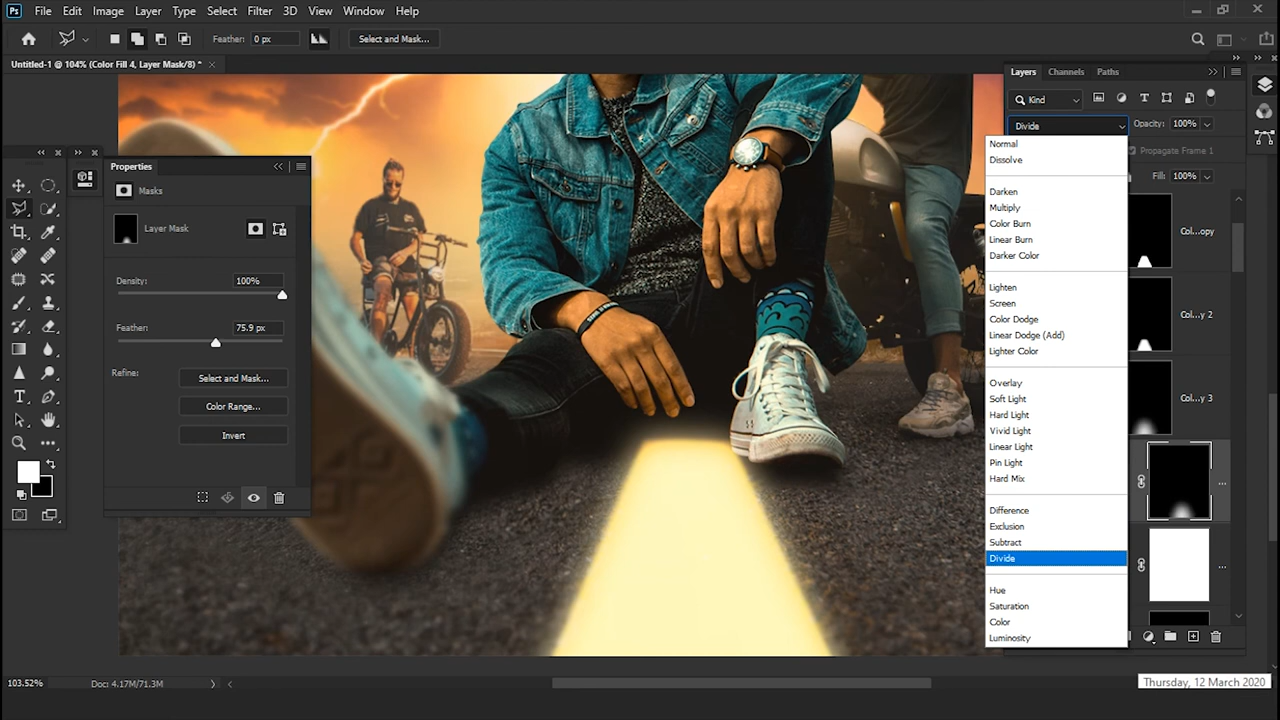 Ps File Edit Image Layer Type Select Filter 3D View Window Help
Feather: 0 px Select and Mask...
Untitled-1 @ 104% (Color Fill 4, Layer Mask/8) *
Properties
Masks
Layer Mask
Density: 100%
Feather: 75.9 px
Refine: Select and Mask...
Color Range...
Invert
Layers Channels Paths
Kind
Divide Opacity: 100%
Propagate Frame 1
Fill: 100%
Normal
Dissolve
Darken
Multiply
Color Burn
Linear Burn
Darker Color
Lighten
Screen
Color Dodge
Linear Dodge (Add)
Lighter Color
Overlay
Soft Light
Hard Light
Vivid Light
Linear Light
Pin Light
Hard Mix
Difference
Exclusion
Subtract
Divide
Hue
Saturation
Color
Luminosity
Col...opy
Col...y 2
Col...y 3
...
...
103.52% Doc: 4.17M/71.3M
Thursday, 12 March 2020